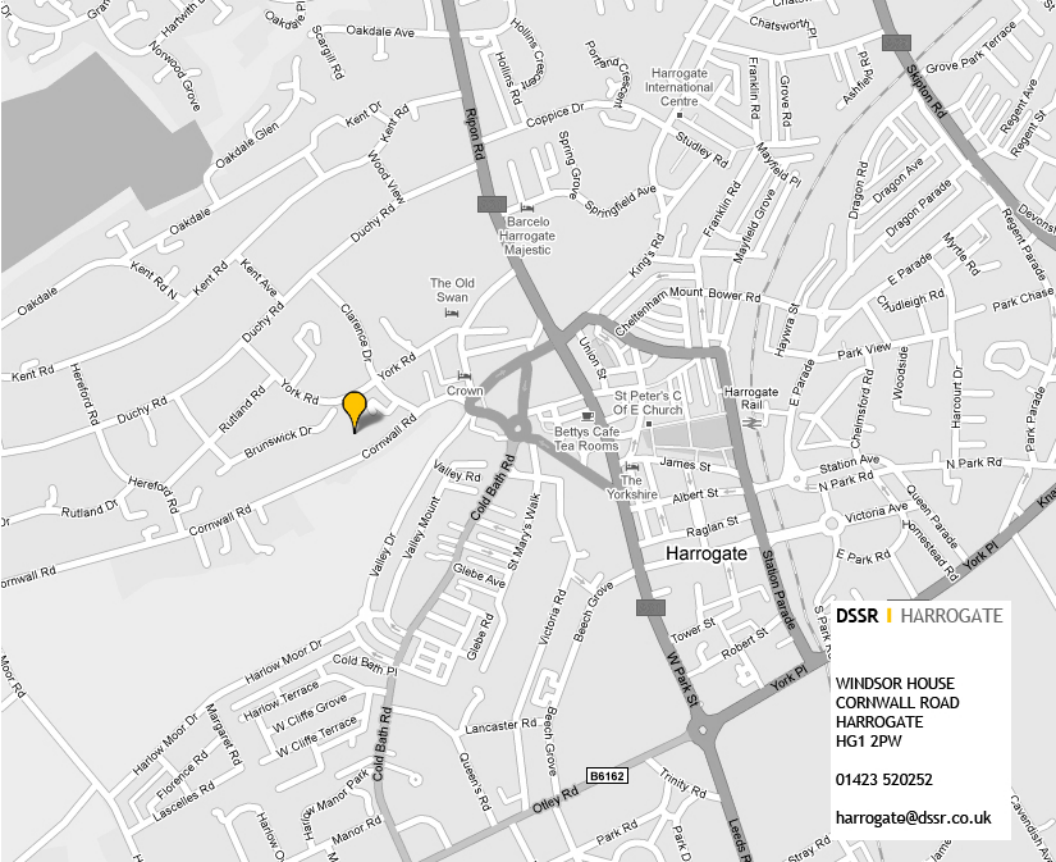 Oakdale Ave
Scargill Rd
Norwood Grove
Hollins Rd
Hollins Cresc
Portland Crescent
Harrogate
International
Centre
Chatsworth Pl
Franklin Rd
Grove Rd
Ashfield Rd
Grove Park Terrace
Skipton Rd
Regent Ave
Regent St
Kent Dr
Kent Rd
Oakdale Glen
Ripon Rd
Coppice Dr
Studley Rd
Mayfield Pl
Wood View
Spring Grove
Springfield Ave
Duchy Rd
Oakdale
Barcelo
Harrogate
Majestic
King's Rd
Franklin Rd
Mayfield Grove
Dragon Rd
Dragon Ave
Dragon Parade
Regent Parade
Myrtle Rd
E Parade
Kent Rd N
Kent Rd
Kent Ave
Oakdale
The Old
Swan
Cheltenham Mount
Bower Rd
Haywra St
Chudleigh Rd
Park Chase
Duchy Rd
Clarence Dr
Union St
Park View
Woodside
Kent Rd
Hereford Rd
York Rd
York Rd
Crown
St Peter's C
Of E Church
Harrogate
Rail
E Parade
Chelmsford Rd
Harcourt Dr
Park Parade
Duchy Rd
Rutland Rd
Brunswick Dr
Cornwall Rd
Bettys Cafe
Tea Rooms
James St
Station Ave
N Park Rd
N Park Rd
Valley Rd
Cold Bath Rd
The
Yorkshire
Albert St
Hereford Rd
Rutland Dr
Cornwall Rd
Valley Mount
St Mary's Walk
Raglan St
Victoria Ave
Queen Parade
Homestead Rd
Harrogate
E Park Rd
York Pl
Valley Dr
Glebe Ave
Station Parade
Victoria Rd
Beech Grove
Glebe Rd
Tower St
Robert St
Harlow Moor Dr
Cold Bath Pl
W Park St
York Pl
Harlow Terrace
W Cliffe Grove
W Cliffe Terrace
Harlow Moor Dr
Margaret Rd
Florence Rd
Lascelles Rd
Cold Bath Rd
Lancaster Rd
Beech Grove
Queen's Rd
B6162
Otley Rd
Trinity Rd
Manor Rd
Park Rd
Stray Rd
DSSR | HARROGATE
WINDSOR HOUSE
CORNWALL ROAD
HARROGATE
HG1 2PW
01423 520252
harrogate@dssr.co.uk